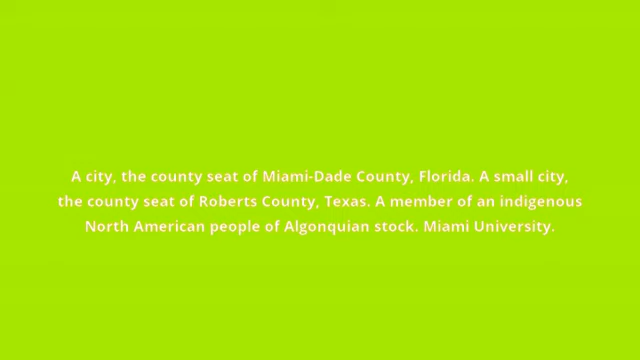 A city, the county seat of Miami-Dade County, Florida. A small city,
the county seat of Roberts County, Texas. A member of an indigenous
North American people of Algonquian stock. Miami University.